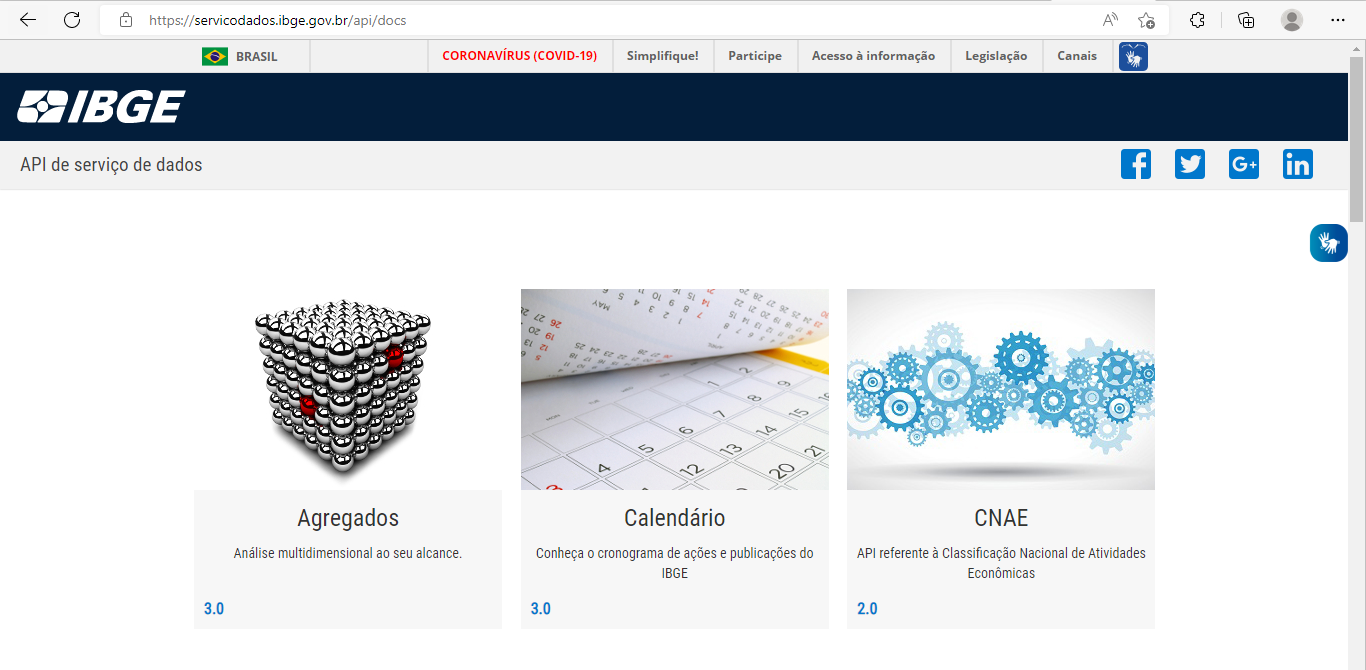 https://servicodados.ibge.gov.br/api/docs
BRASIL
CORONAVÍRUS (COVID-19)
Simplifique!
Participe
Acesso à informação
Legislação
Canais
IBGE
API de serviço de dados
Agregados
Análise multidimensional ao seu alcance.
3.0
Calendário
Conheça o cronograma de ações e publicações do
IBGE
3.0
CNAE
API referente à Classificação Nacional de Atividades
Econômicas
2.0